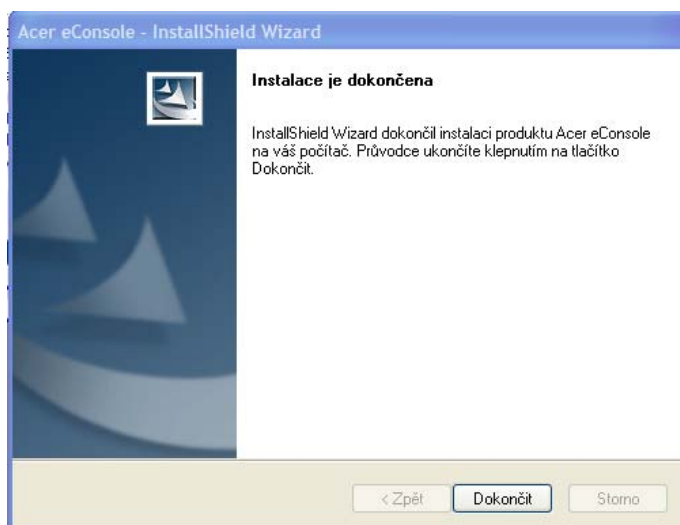 Acer eConsole - InstallShield Wizard
Instalace je dokončena
InstallShield Wizard dokončil instalaci produktu Acer eConsole
na váš počítač. Průvodce ukončíte klepnutím na tlačítko
Dokončit.
< Zpět
Dokončit
Storno